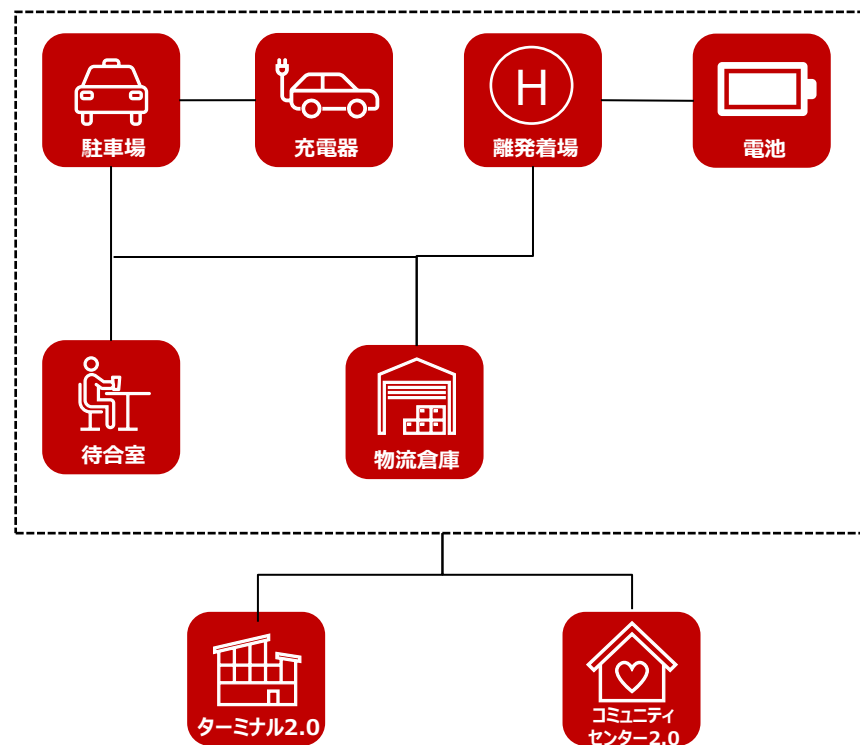 駐車場
充電器
H
離発着場
電池
待合室
物流倉庫
ターミナル2.0
コミュニティ
センター2.0